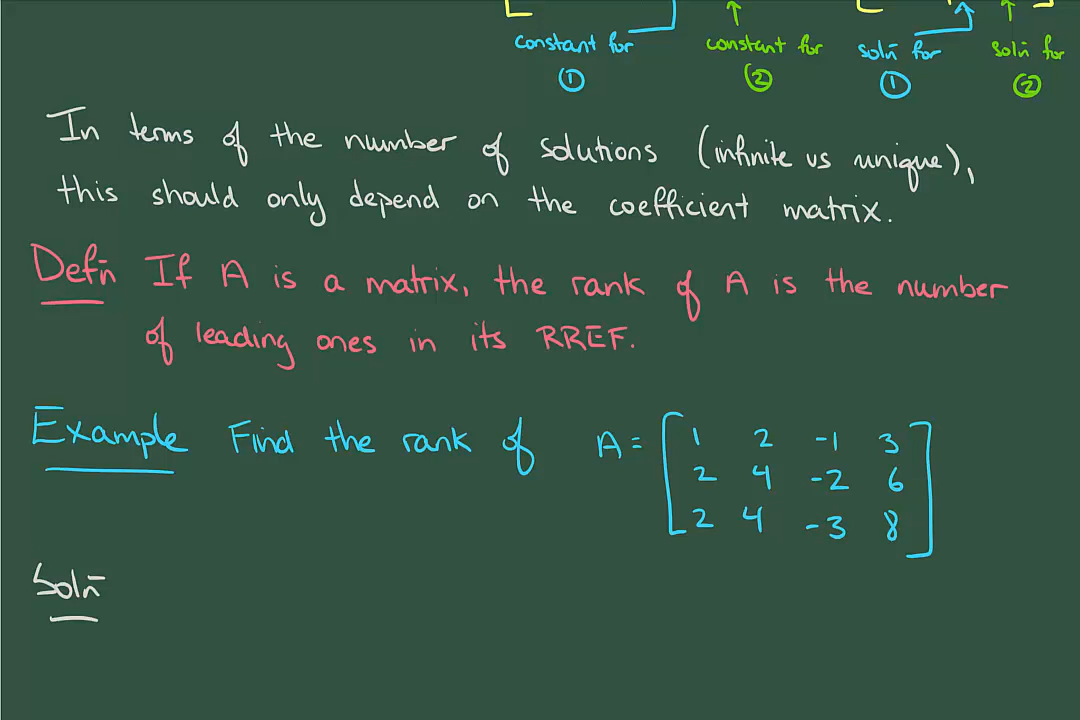 constant for constant for soln̄ for soln̄ for
① ② ① ②
In terms of the number of solutions (infinite vs unique),
this should only depend on the coefficient matrix.
Defn̄ If A is a matrix, the rank of A is the number
of leading ones in its RREF.
Example Find the rank of A = [1 2 -1 3
2 4 -2 6
2 4 -3 8]
Soln̄